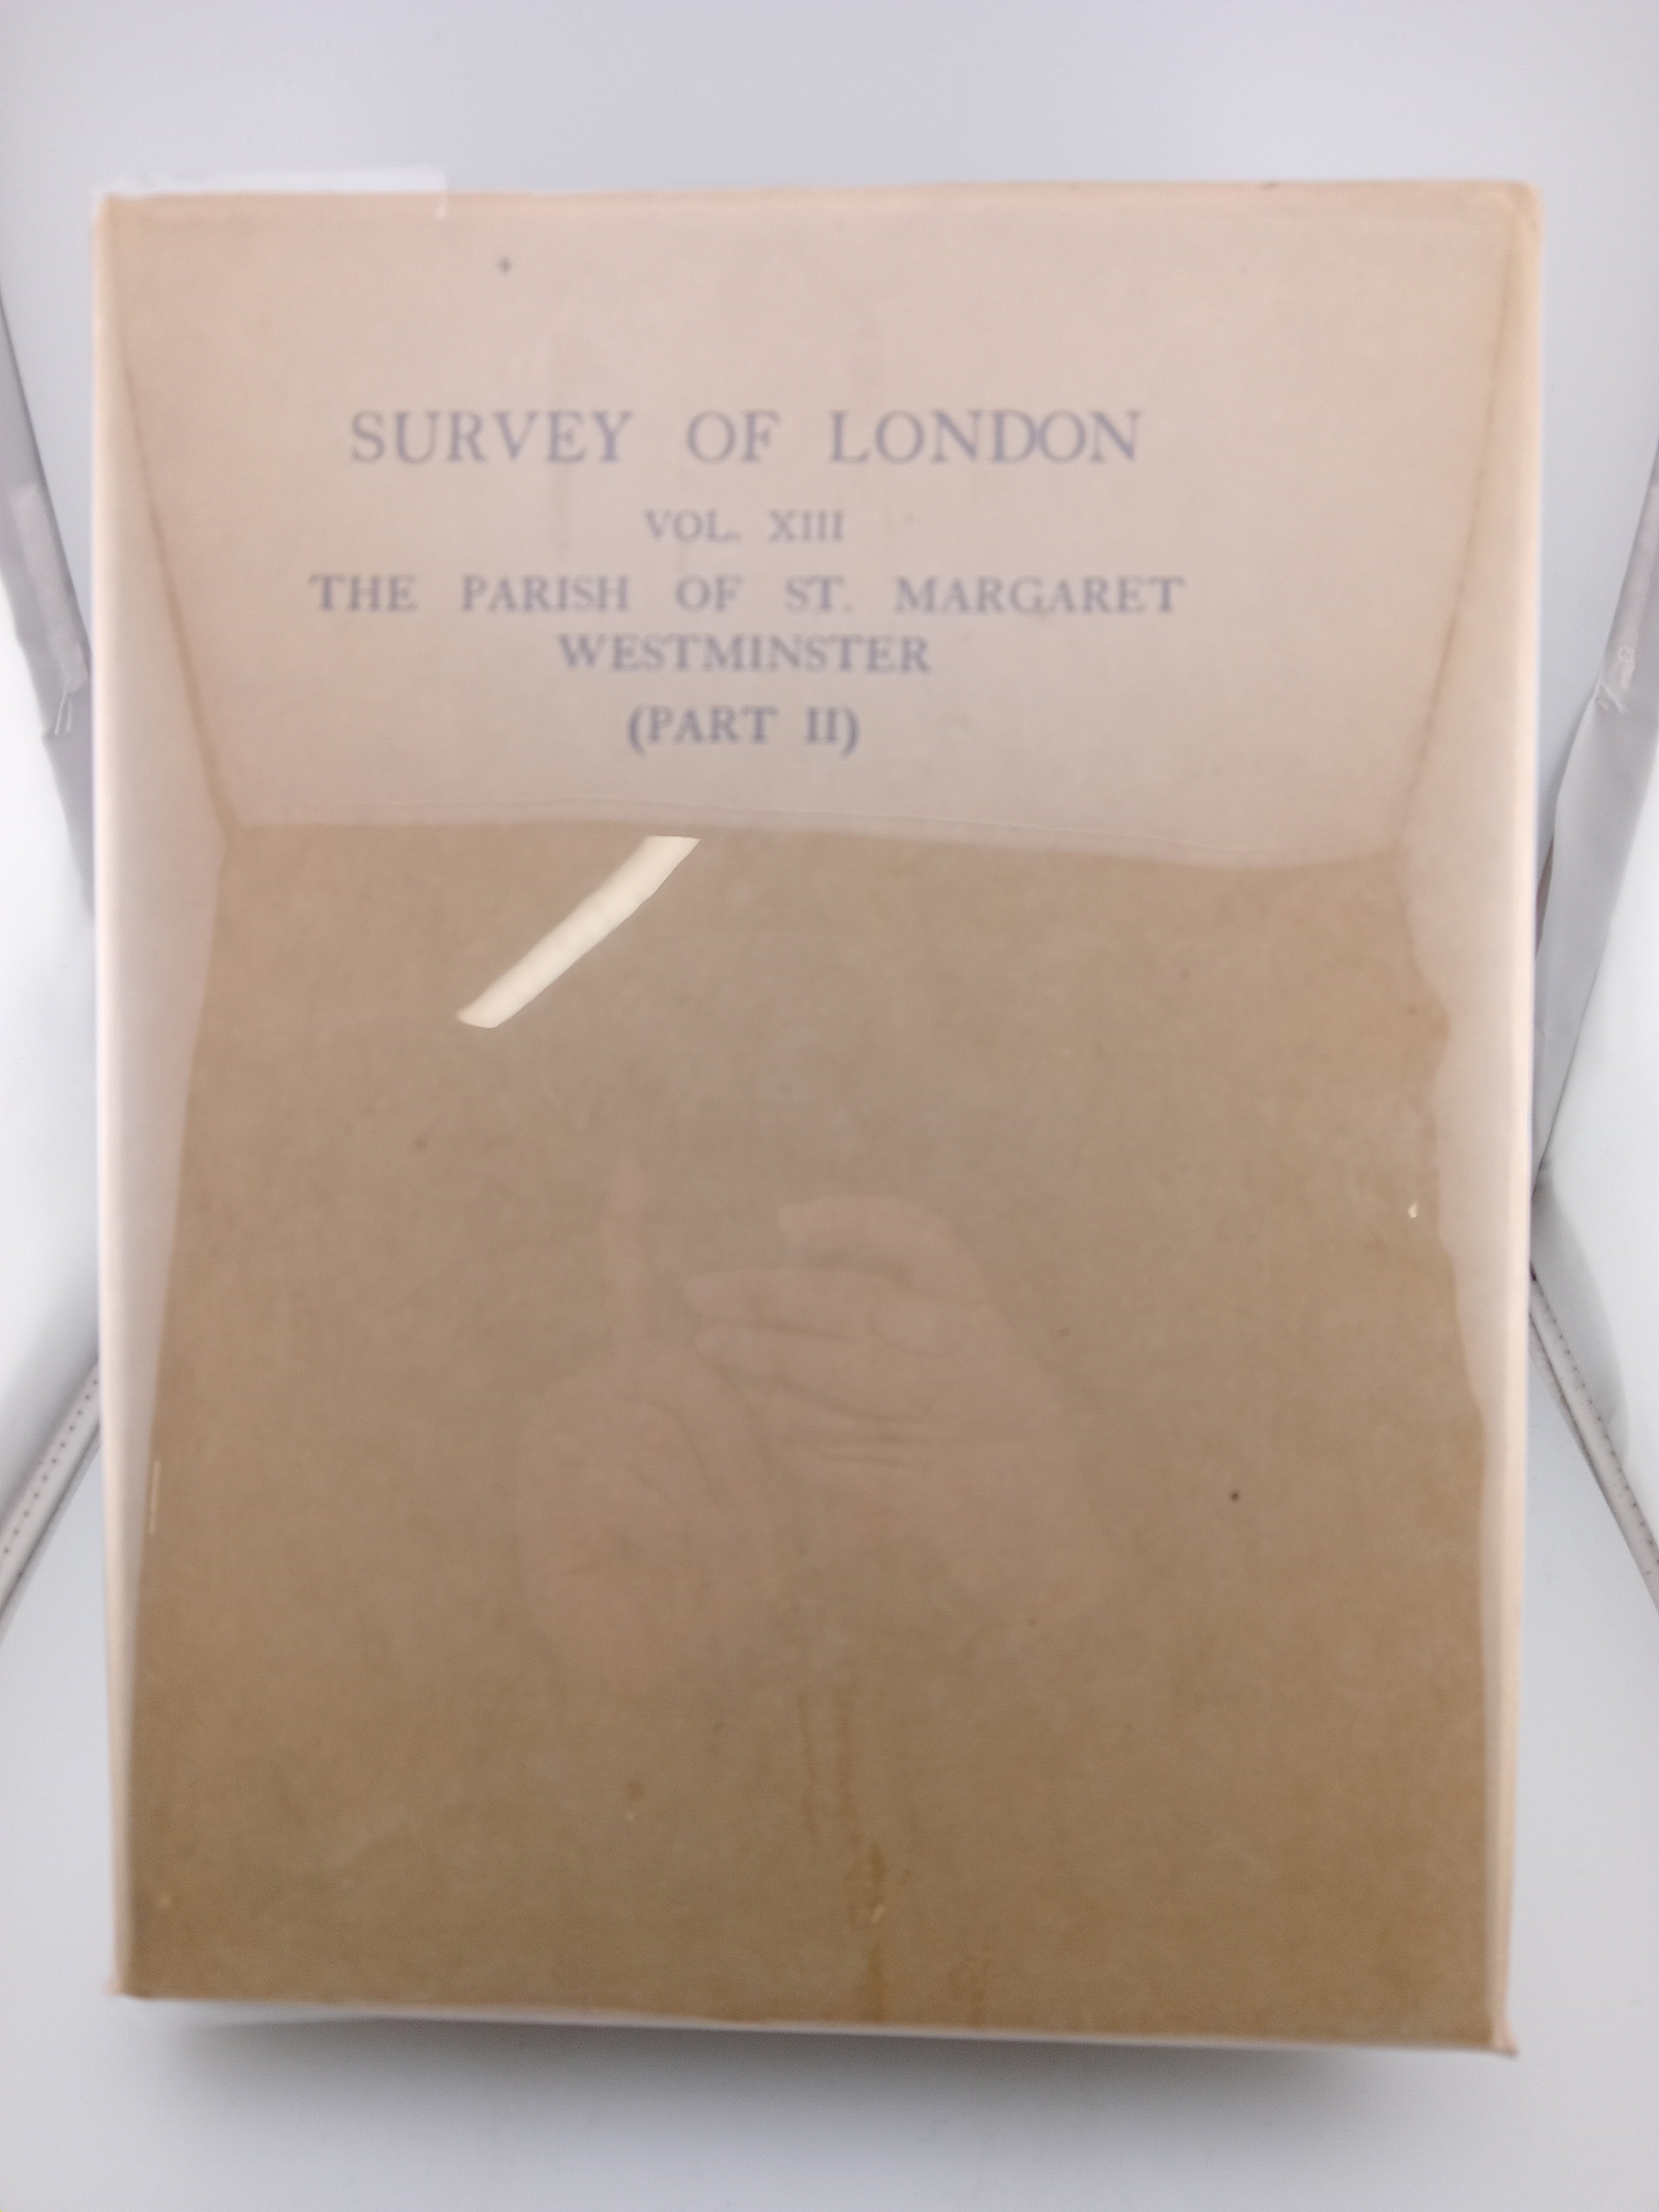 SURVEY OF LONDON
VOL. XIII
THE PARISH OF ST. MARGARET
WESTMINSTER
(PART II)